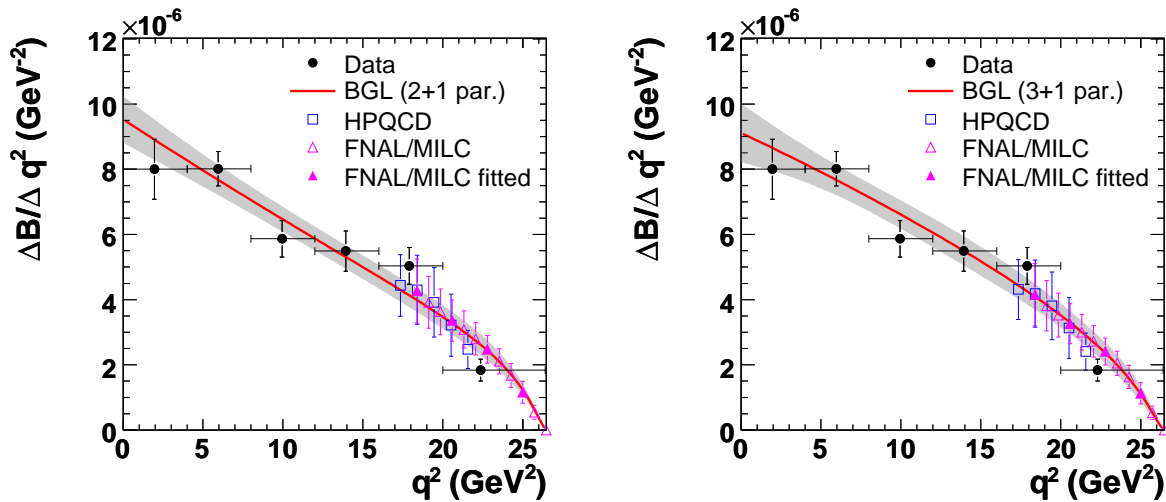 ×10⁻⁶
12
10
8
6
4
2
0
ΔB/Δ q² (GeV⁻²)
Data
BGL (2+1 par.)
HPQCD
FNAL/MILC
FNAL/MILC fitted
0 5 10 15 20 25
q² (GeV²)
×10⁻⁶
12
10
8
6
4
2
0
ΔB/Δ q² (GeV⁻²)
Data
BGL (3+1 par.)
HPQCD
FNAL/MILC
FNAL/MILC fitted
0 5 10 15 20 25
q² (GeV²)